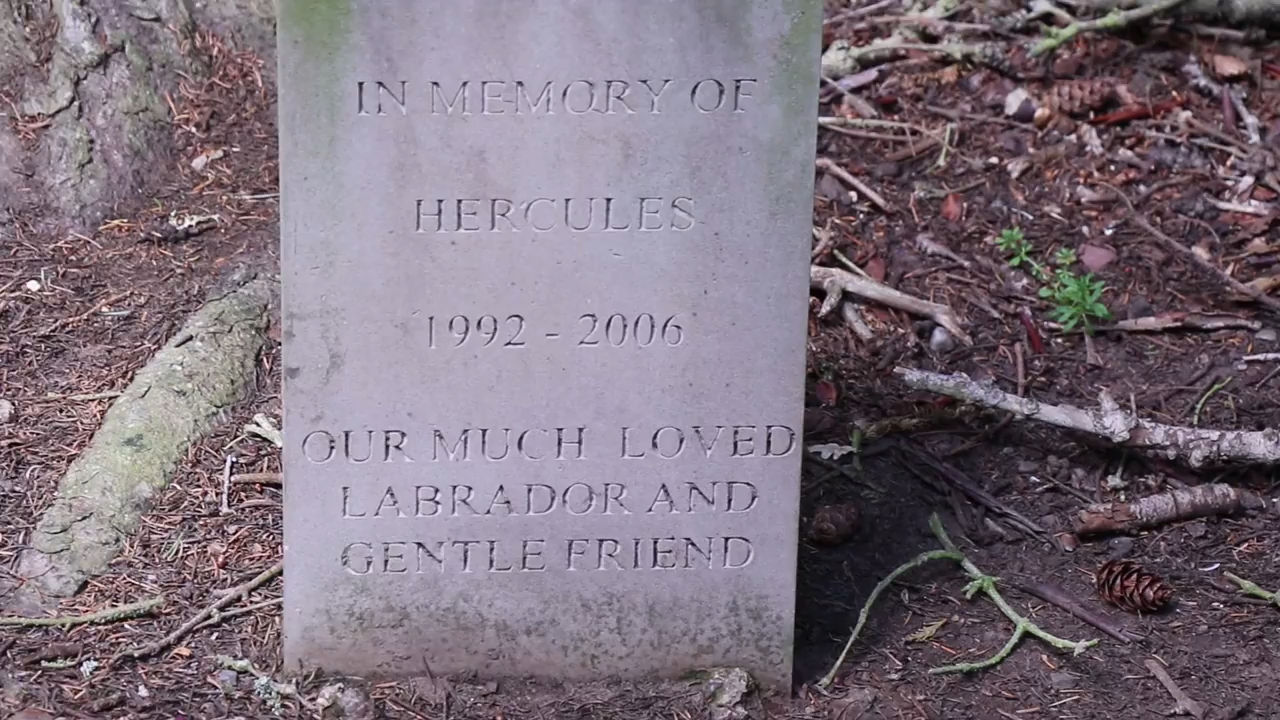 IN MEMORY OF
HERCULES
1992 - 2006
OUR MUCH LOVED
LABRADOR AND
GENTLE FRIEND